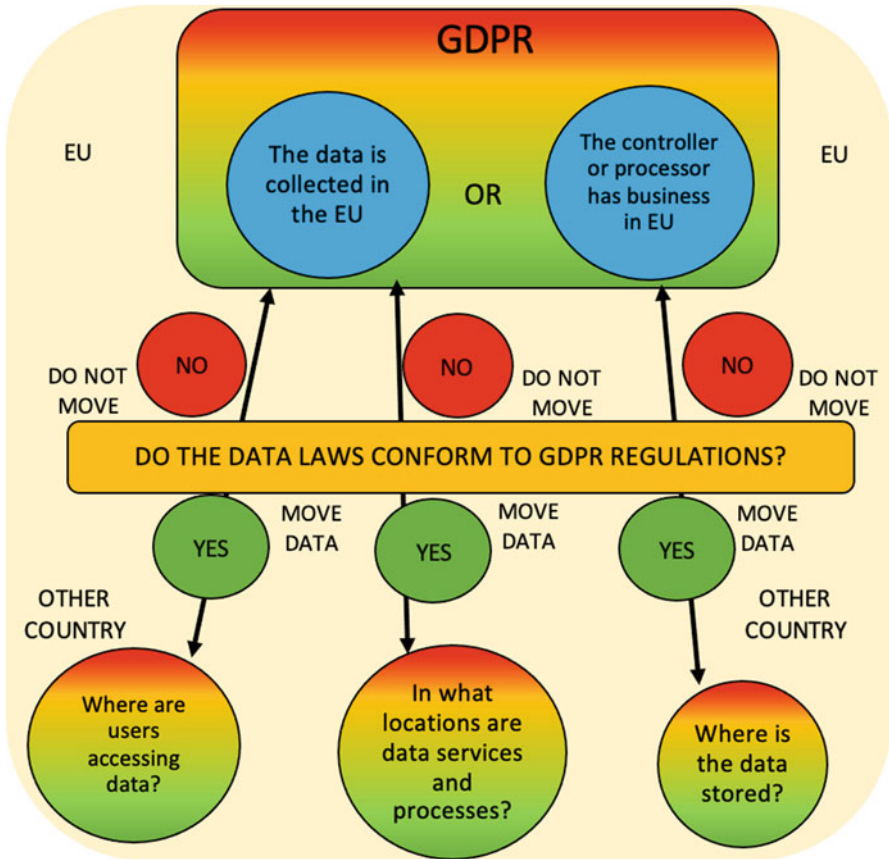 GDPR
EU
The data is
collected in
the EU
OR
The controller
or processor
has business
in EU
EU
NO
DO NOT
MOVE
NO
DO NOT
MOVE
NO
DO NOT
MOVE
DO THE DATA LAWS CONFORM TO GDPR REGULATIONS?
YES
MOVE
DATA
YES
MOVE
DATA
YES
MOVE
DATA
OTHER
COUNTRY
OTHER
COUNTRY
Where are
users
accessing
data?
In what
locations are
data services
and
processes?
Where is
the data
stored?